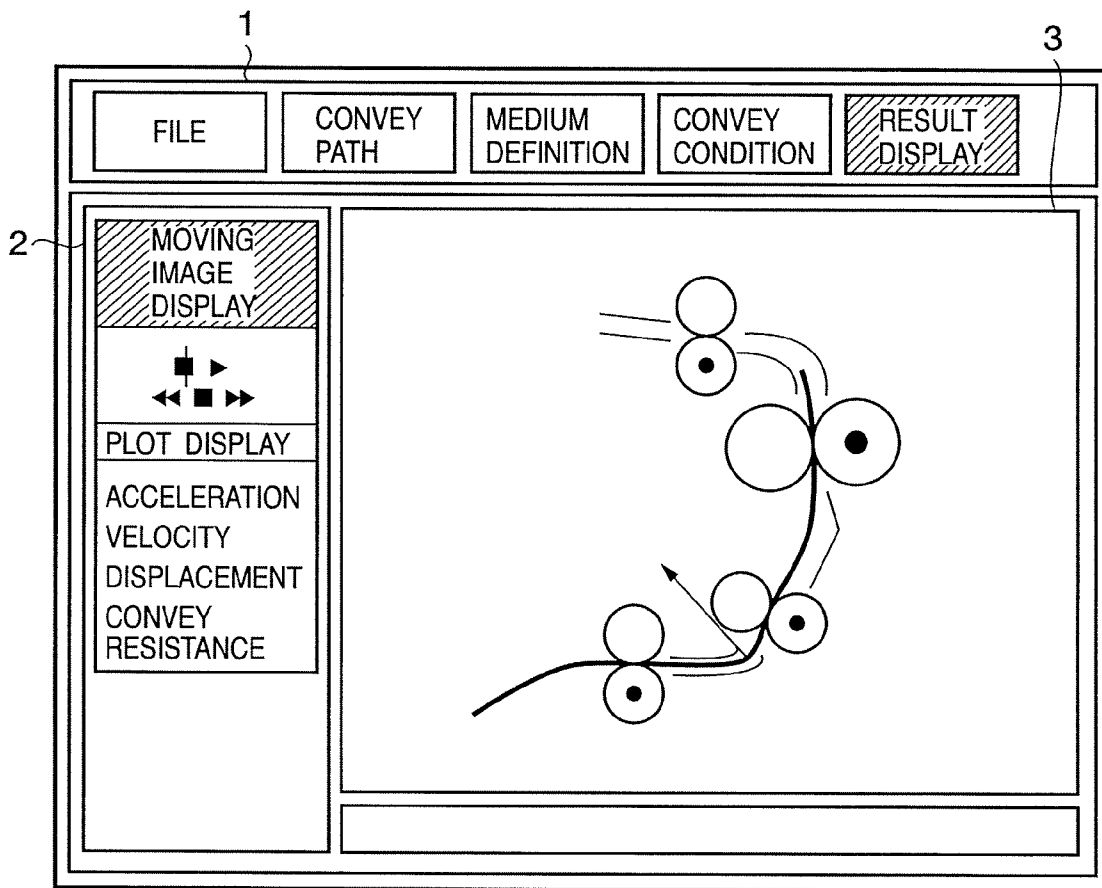 1
3
FILE
CONVEY
PATH
MEDIUM
DEFINITION
CONVEY
CONDITION
RESULT
DISPLAY
2
MOVING
IMAGE
DISPLAY
PLOT DISPLAY
ACCELERATION
VELOCITY
DISPLACEMENT
CONVEY
RESISTANCE